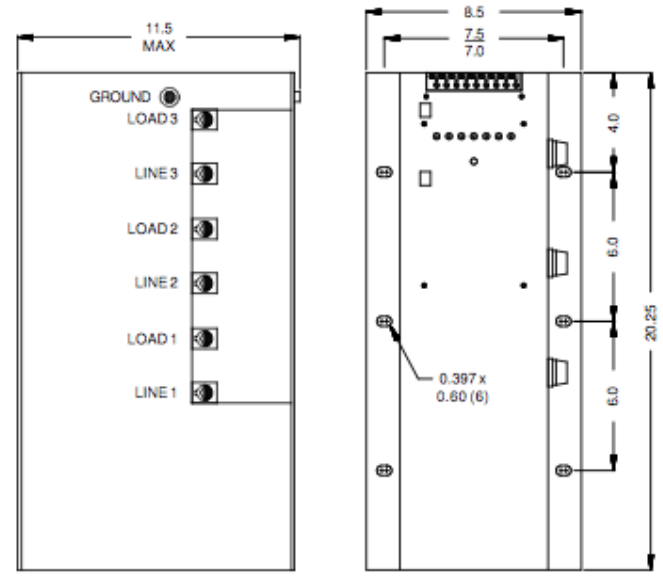 11.5
MAX
GROUND
LOAD 3
LINE 3
LOAD 2
LINE 2
LOAD 1
LINE 1
8.5
7.5
7.0
4.0
6.0
20.25
6.0
0.397 x
0.60 (6)